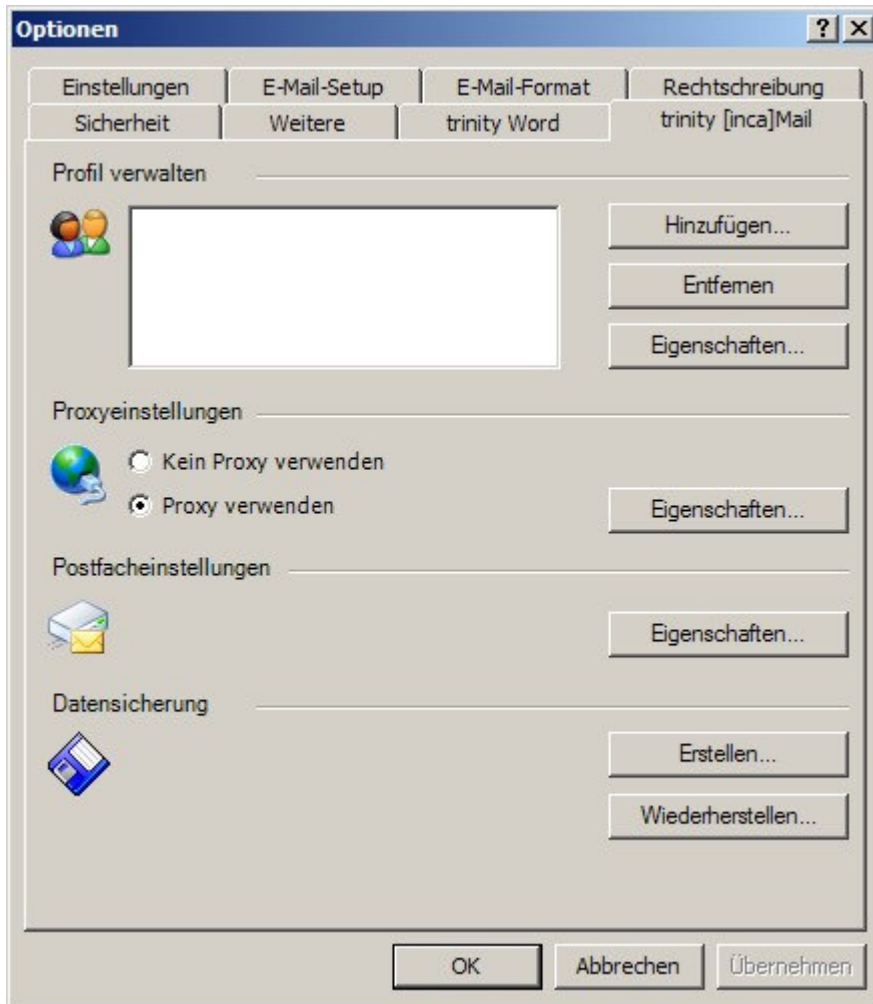 Optionen
Einstellungen E-Mail-Setup E-Mail-Format Rechtschreibung
Sicherheit Weitere trinity Word trinity [inca]Mail
Profil verwalten
Hinzufügen...
Entfernen
Eigenschaften...
Proxyeinstellungen
Kein Proxy verwenden
Proxy verwenden
Eigenschaften...
Postfacheinstellungen
Eigenschaften...
Datensicherung
Erstellen...
Wiederherstellen...
OK Abbrechen Übernehmen